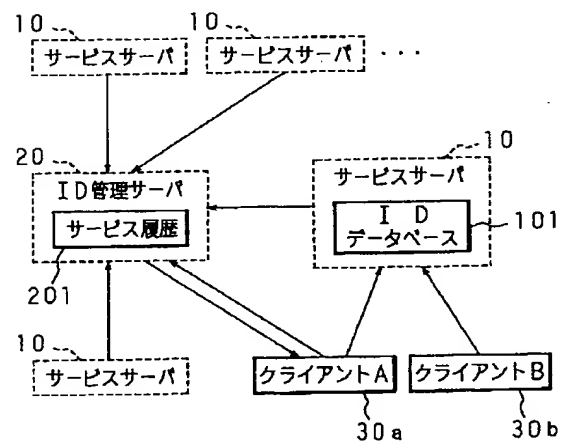 10 10
サービスサーバ サービスサーバ ・・・
20 10
ID管理サーバ サービスサーバ
サービス履歴 ID 101
データベース
201
10
サービスサーバ クライアントA クライアントB
30a 30b